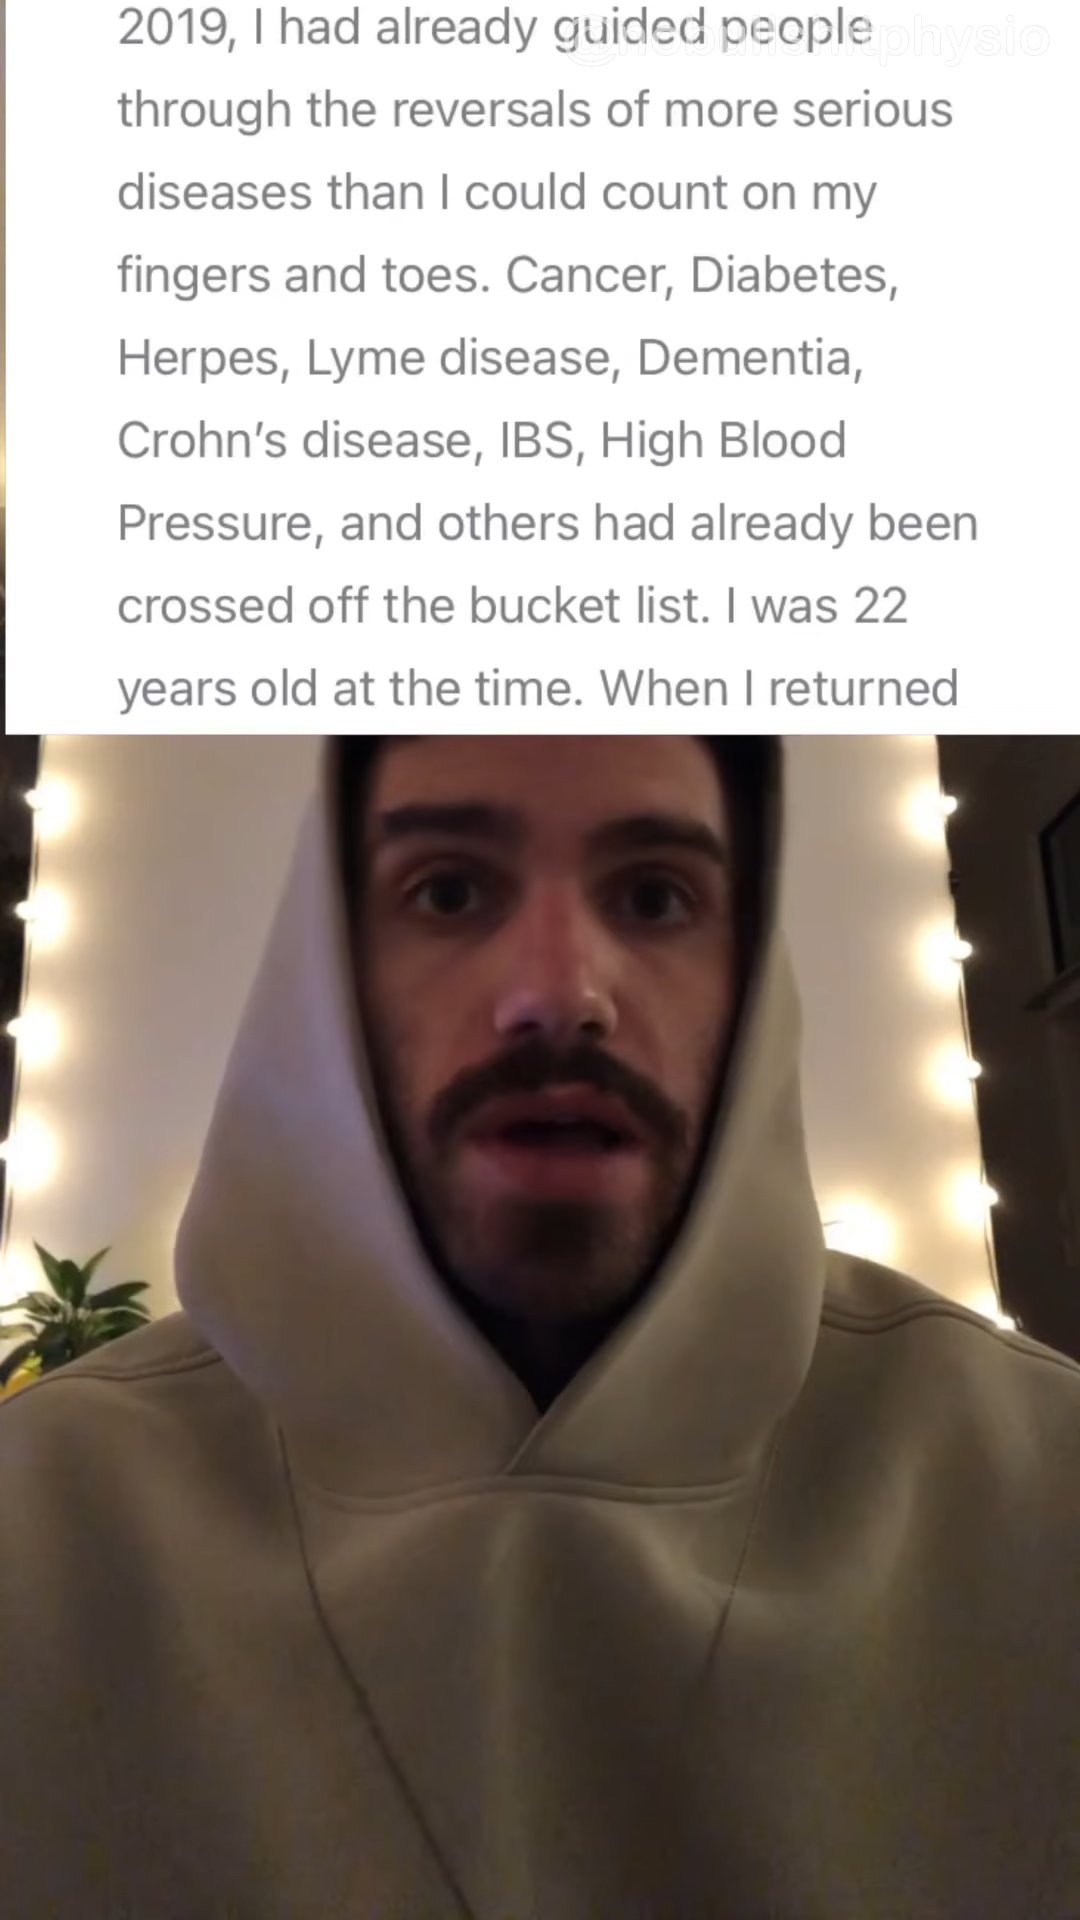 2019, I had already guided people
@nobullshitphysio
through the reversals of more serious
diseases than I could count on my
fingers and toes. Cancer, Diabetes,
Herpes, Lyme disease, Dementia,
Crohn’s disease, IBS, High Blood
Pressure, and others had already been
crossed off the bucket list. I was 22
years old at the time. When I returned